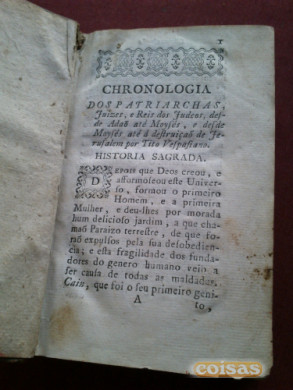 CHRONOLOGIA
DOS PATRIARCHAS,
Juizes, e Reis dos Judeos, des-
de Adaõ até Moysés, e desde
Moysés até á destruiçaõ de Je-
rusalem por Tito Vespasiano.
HISTORIA SAGRADA.
DEpois que Deos creou, e
afformoseou este Univer-
so, formou o primeiro
Homem, e a primeira
Mulher, e deu-lhes por morada
hum delicioso jardim, a que cha-
maõ Paraizo terrestre, de que fo-
raõ expulsos pela sua desobedien-
cia; e esta fragilidade dos funda-
dores do genero humano veio a
ser causa de todas as maldades.
Cain, que foi o seu primeiro geni-
A
to,
coisas